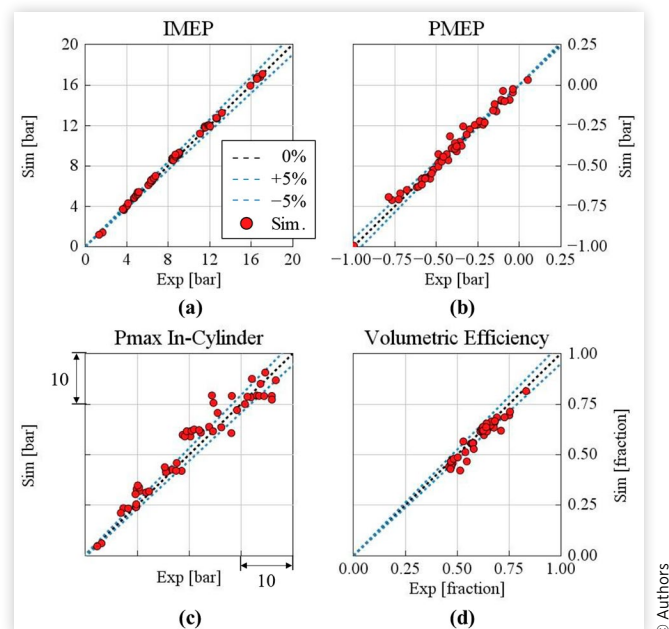 IMEP
PMEP
20
16
12
8
4
0
Sim [bar]
0 4 8 12 16 20
Exp [bar]
0%
+5%
−5%
Sim.
0.25
0.00
−0.25
−0.50
−0.75
−1.00
Sim [bar]
−1.00 −0.75 −0.50 −0.25 0.00 0.25
Exp [bar]
(a)
(b)
Pmax In-Cylinder
Volumetric Efficiency
10
Sim [bar]
Exp [bar]
10
1.00
0.75
0.50
0.25
0.00
Sim [fraction]
0.00 0.25 0.50 0.75 1.00
Exp [fraction]
(c)
(d)
© Authors